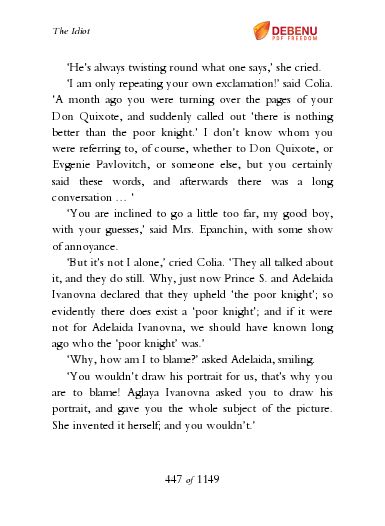 The Idiot
DEBENU
PDF FREEDOM
'He's always twisting round what one says,' she cried.
'I am only repeating your own exclamation!' said Colia.
'A month ago you were turning over the pages of your
Don Quixote, and suddenly called out 'there is nothing
better than the poor knight.' I don't know whom you
were referring to, of course, whether to Don Quixote, or
Evgenie Pavlovitch, or someone else, but you certainly
said these words, and afterwards there was a long
conversation ... '
'You are inclined to go a little too far, my good boy,
with your guesses,' said Mrs. Epanchin, with some show
of annoyance.
'But it's not I alone,' cried Colia. 'They all talked about
it, and they do still. Why, just now Prince S. and Adelaida
Ivanovna declared that they upheld 'the poor knight'; so
evidently there does exist a 'poor knight'; and if it were
not for Adelaida Ivanovna, we should have known long
ago who the 'poor knight' was.'
'Why, how am I to blame?' asked Adelaida, smiling.
'You wouldn't draw his portrait for us, that's why you
are to blame! Aglaya Ivanovna asked you to draw his
portrait, and gave you the whole subject of the picture.
She invented it herself; and you wouldn't.'
447 of 1149